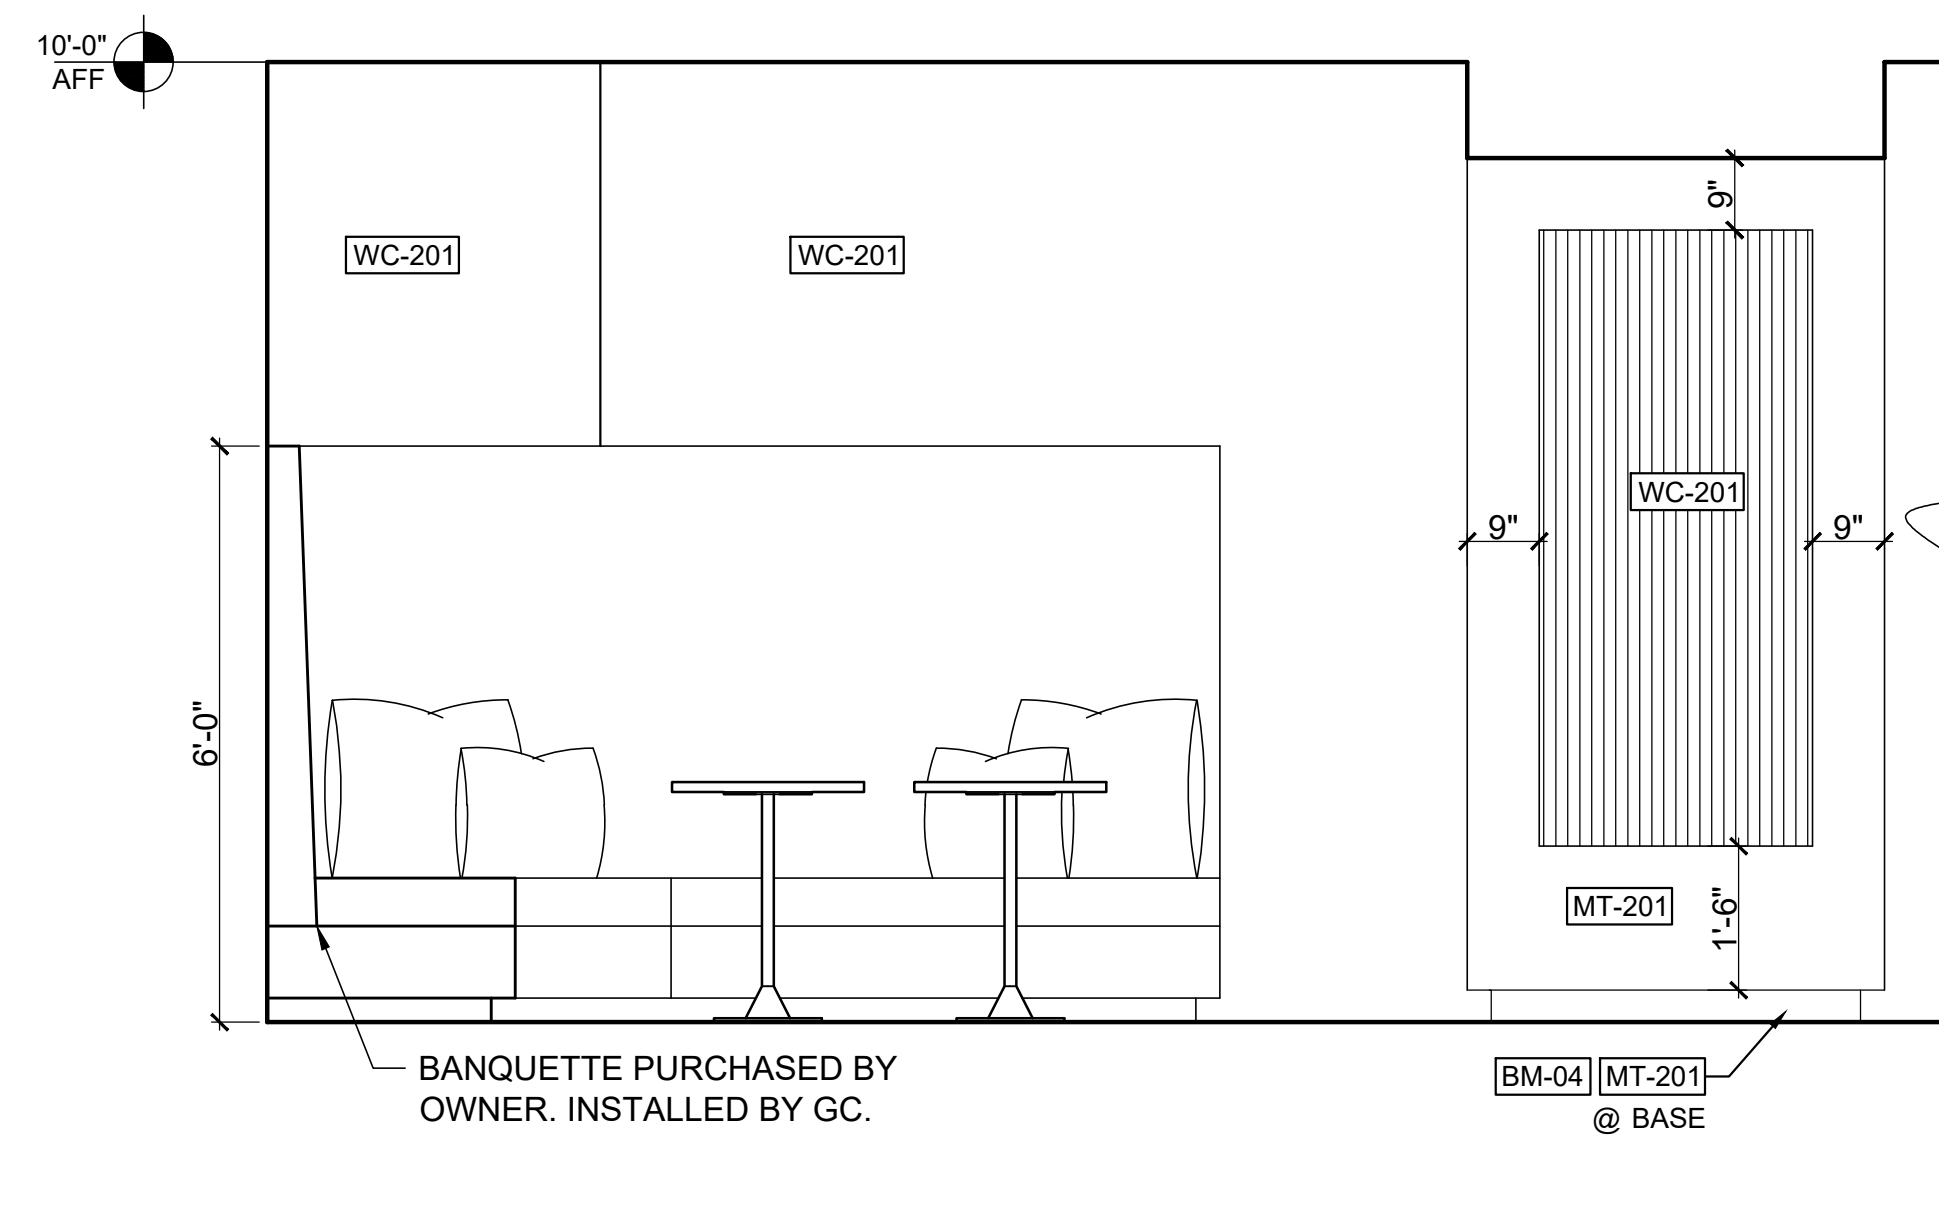 10'-0"
AFF
WC-201
WC-201
9"
WC-201
9"
9"
6'-0"
MT-201
1'-6"
BANQUETTE PURCHASED BY
OWNER. INSTALLED BY GC.
BM-04 MT-201
@ BASE